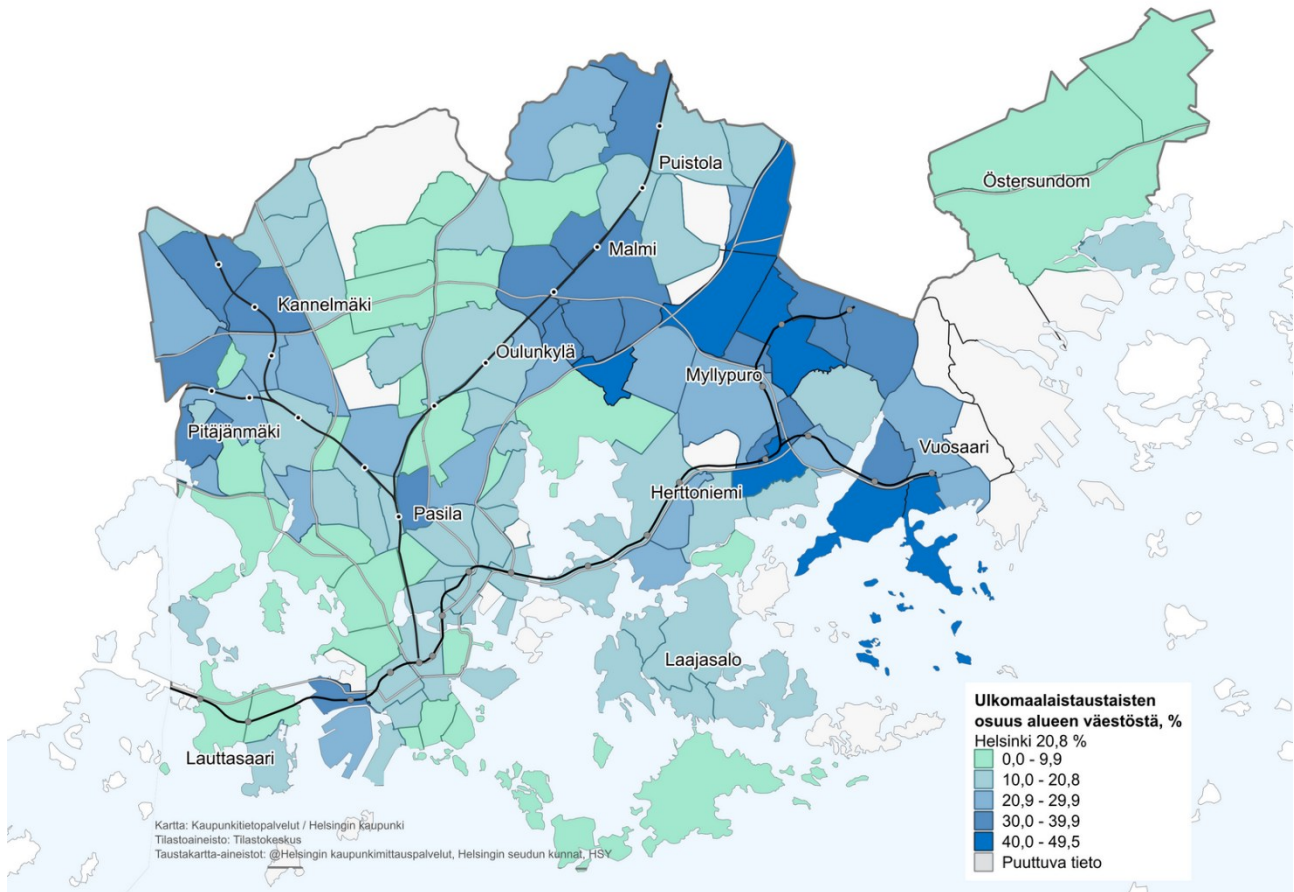 Puistola
Östersundom
Malmi
Kannelmäki
Oulunkylä
Myllypuro
Pitäjänmäki
Vuosaari
Herttoniemi
Pasila
Laajasalo
Lauttasaari
Ulkomaalaistaustaisten
osuus alueen väestöstä, %
Helsinki 20,8 %
0,0 - 9,9
10,0 - 20,8
20,9 - 29,9
30,0 - 39,9
40,0 - 49,5
Puuttuva tieto
Kartta: Kaupunkitietopalvelut / Helsingin kaupunki
Tilastoaineisto: Tilastokeskus
Taustakartta-aineistot: @Helsingin kaupunkimittauspalvelut, Helsingin seudun kunnat, HSY